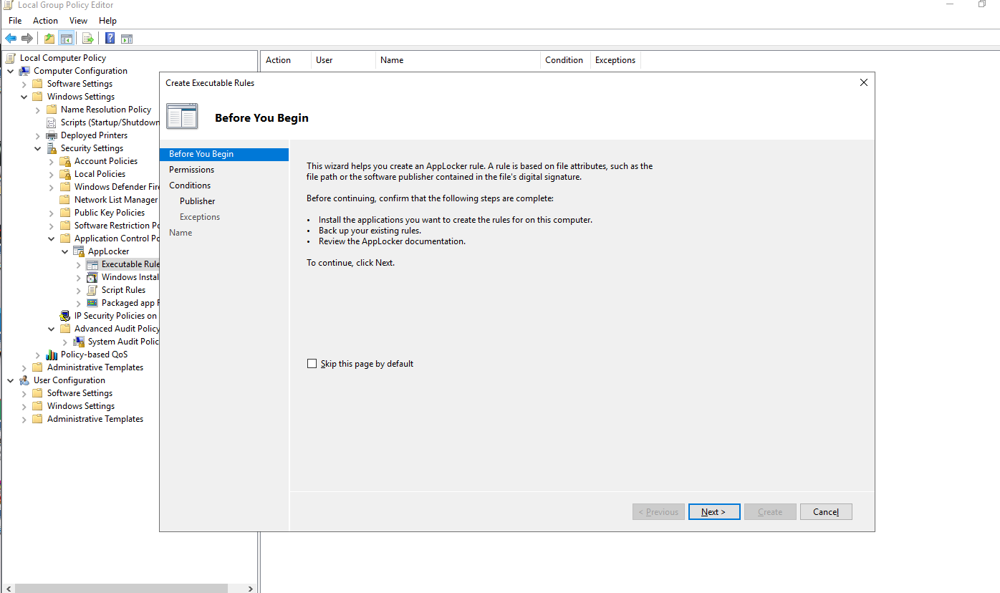 Local Group Policy Editor
File Action View Help
Local Computer Policy
Computer Configuration
Software Settings
Windows Settings
Name Resolution Policy
Scripts (Startup/Shutdown
Deployed Printers
Security Settings
Account Policies
Local Policies
Windows Defender Fire
Network List Manager
Public Key Policies
Software Restriction Po
Application Control Po
AppLocker
Executable Rule
Windows Instal
Script Rules
Packaged app R
IP Security Policies on
Advanced Audit Policy
System Audit Polic
Policy-based QoS
Administrative Templates
User Configuration
Software Settings
Windows Settings
Administrative Templates
Action User Name Condition Exceptions
Create Executable Rules
Before You Begin
Before You Begin
Permissions
Conditions
Publisher
Exceptions
Name
This wizard helps you create an AppLocker rule. A rule is based on file attributes, such as the
file path or the software publisher contained in the file's digital signature.
Before continuing, confirm that the following steps are complete:
• Install the applications you want to create the rules for on this computer.
• Back up your existing rules.
• Review the AppLocker documentation.
To continue, click Next.
Skip this page by default
< Previous Next > Create Cancel